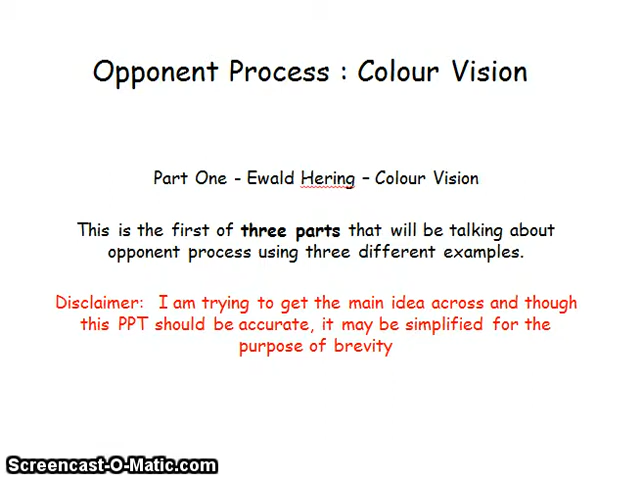 Opponent Process : Colour Vision
Part One - Ewald Hering – Colour Vision
This is the first of three parts that will be talking about
opponent process using three different examples.
Disclaimer: I am trying to get the main idea across and though
this PPT should be accurate, it may be simplified for the
purpose of brevity
Screencast-O-Matic.com